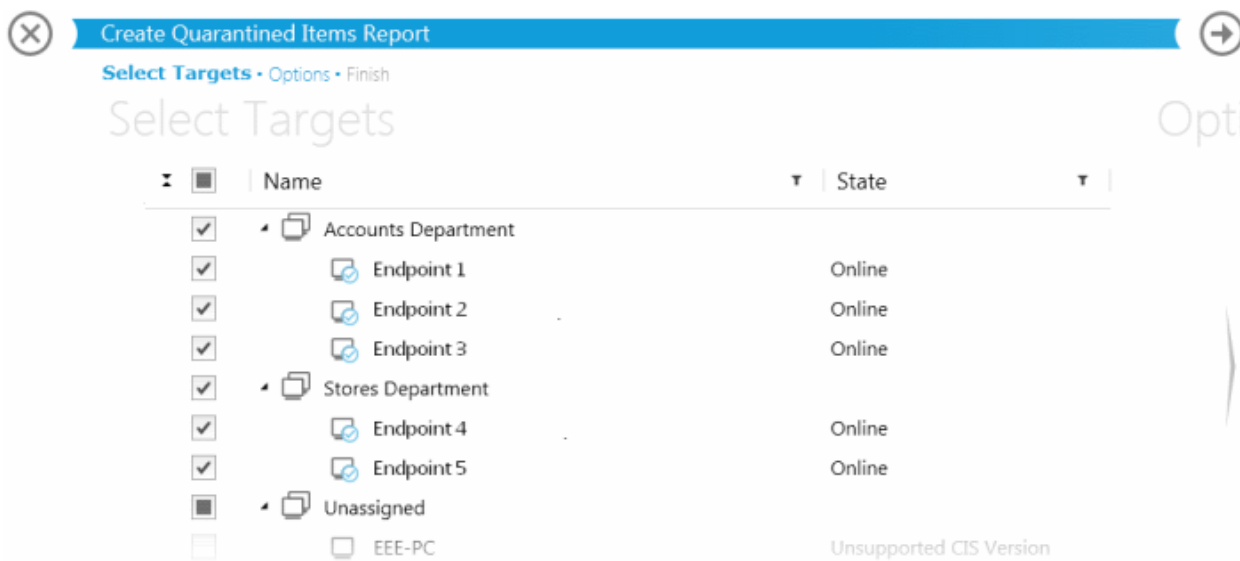 Create Quarantined Items Report
Select Targets • Options • Finish
Select Targets
Opti
Name State
Accounts Department
Endpoint 1 Online
Endpoint 2 Online
Endpoint 3 Online
Stores Department
Endpoint 4 Online
Endpoint 5 Online
Unassigned
EEE-PC Unsupported CIS Version